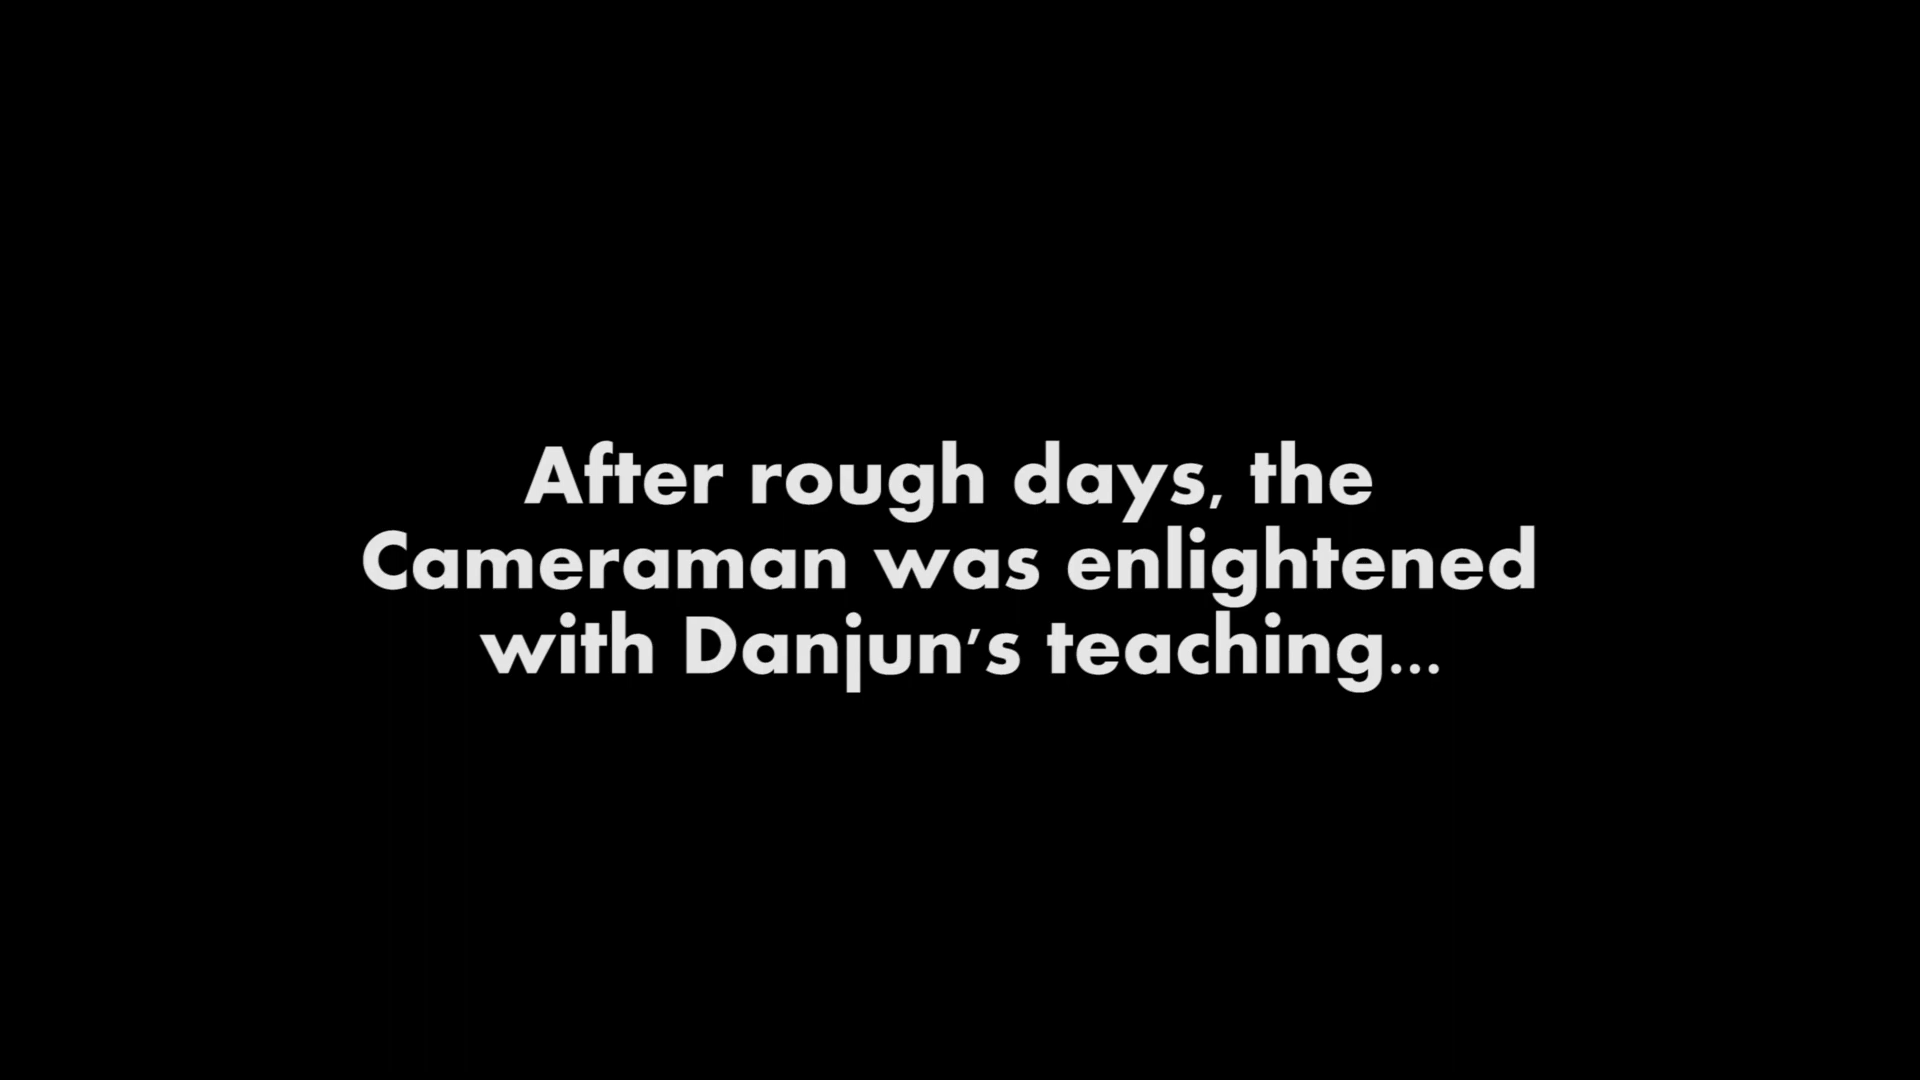 After rough days, the
Cameraman was enlightened
with Danjun's teaching...